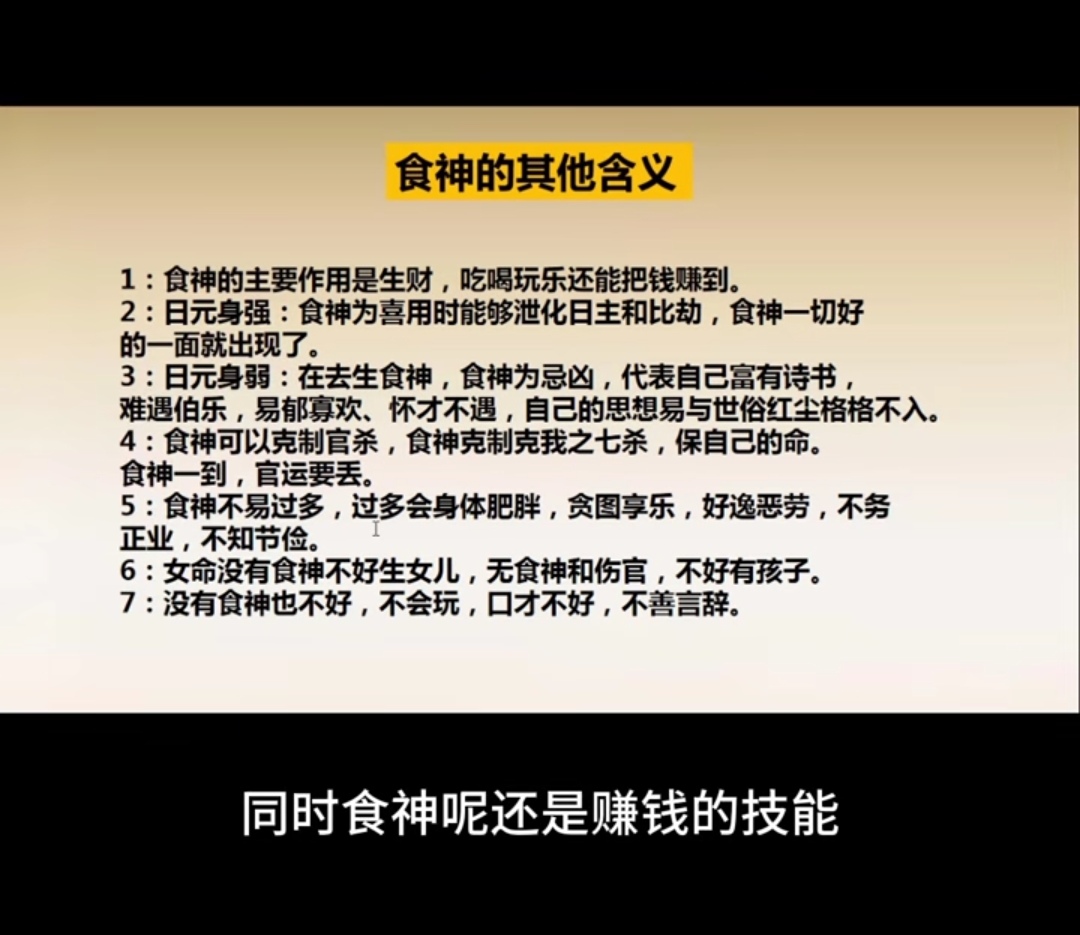 食神的其他含义
1：食神的主要作用是生财，吃喝玩乐还能把钱赚到。
2：日元身强：食神为喜用时能够泄化日主和比劫，食神一切好
的一面就出现了。
3：日元身弱：在去生食神，食神为忌凶，代表自己富有诗书，
难遇伯乐，易郁寡欢、怀才不遇，自己的思想易与世俗红尘格格不入。
4：食神可以克制官杀，食神克制克我之七杀，保自己的命。
食神一到，官运要丢。
5：食神不易过多，过多会身体肥胖，贪图享乐，好逸恶劳，不务
正业，不知节俭。
6：女命没有食神不好生女儿，无食神和伤官，不好有孩子。
7：没有食神也不好，不会玩，口才不好，不善言辞。
同时食神呢还是赚钱的技能